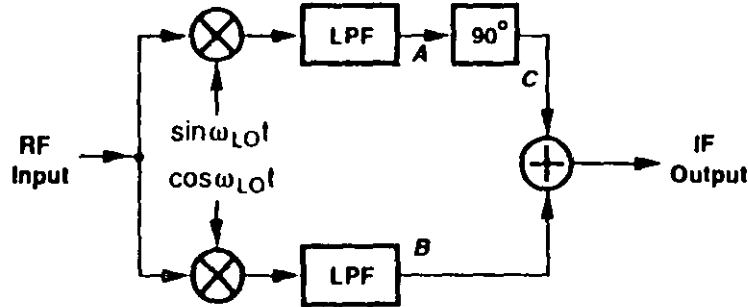 LPF
A
90°
C
sinω_LO t
RF
Input
cosω_LO t
+
IF
Output
B
LPF